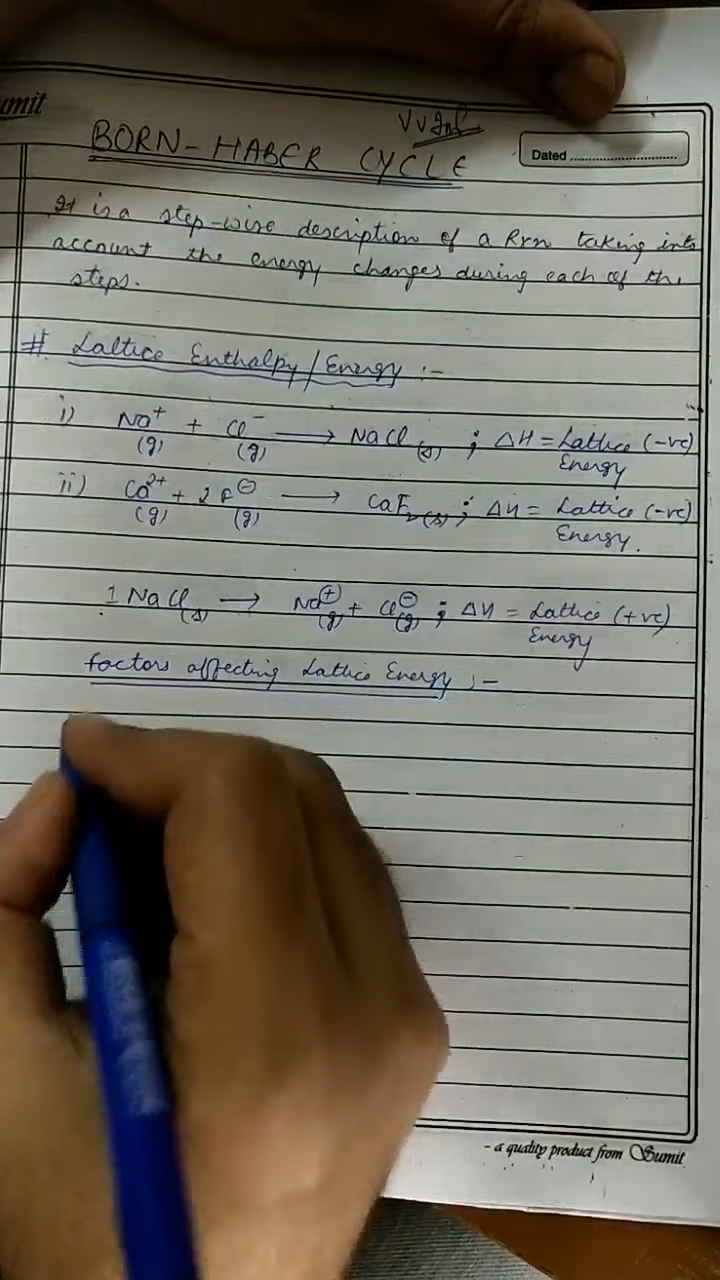 umit
V V Imp
BORN-HABER CYCLE
Dated
It is a step-wise description of a Rxn taking into
account the energy changes during each of the
steps.
# Lattice Enthalpy/Energy :-
i) Na⁺(g) + Cl⁻(g) ⟶ NaCl(s) ; ΔH = Lattice (-ve)
Energy
ii) Ca²⁺(g) + 2F⊖(g) ⟶ CaF₂(s) ; ΔH = Lattice (-ve)
Energy.
1 NaCl(s) ⟶ Na⊕(g) + Cl⊖(g) ; ΔH = Lattice (+ve)
Energy
factors affecting Lattice Energy :-
- a quality product from Sumit